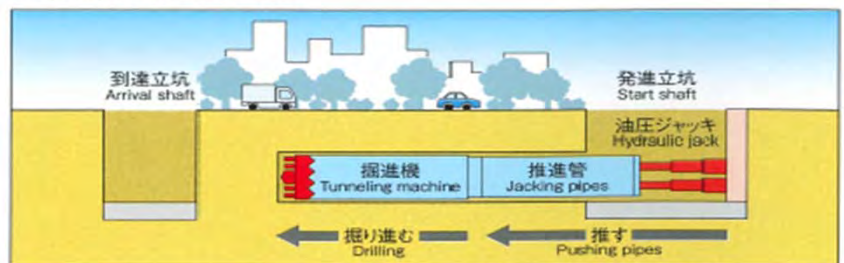 到達立坑
Arrival shaft
発進立坑
Start shaft
油圧ジャッキ
Hydraulic jack
掘進機
Tunneling machine
推進管
Jacking pipes
掘り進む
Drilling
推す
Pushing pipes